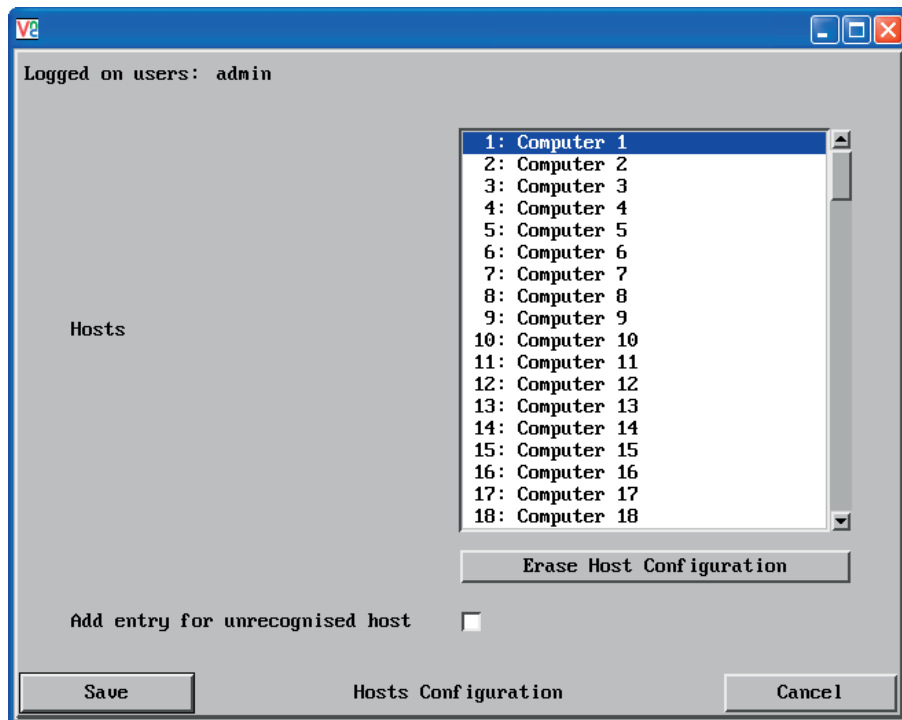 Logged on users: admin
1: Computer 1
2: Computer 2
3: Computer 3
4: Computer 4
5: Computer 5
6: Computer 6
7: Computer 7
8: Computer 8
Hosts
9: Computer 9
10: Computer 10
11: Computer 11
12: Computer 12
13: Computer 13
14: Computer 14
15: Computer 15
16: Computer 16
17: Computer 17
18: Computer 18
Erase Host Configuration
Add entry for unrecognised host
Save Hosts Configuration Cancel